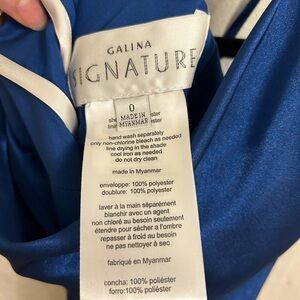 GALINA
SIGNATURE
0
MADE IN
MYANMAR
hand wash separately
only non-chlorine bleach as needed
line drying in the shade
cool iron as needed
do not dry clean
made in Myanmar
enveloppe: 100% polyester
doublure: 100% polyester
laver à la main séparément
blanchir avec un agent
non chloré au besoin seulement
étendre pour sécher à l'ombre
repasser à froid au besoin
ne pas nettoyer à sec
fabriqué en Myanmar
concha: 100% poliéster
forro:100% poliéster